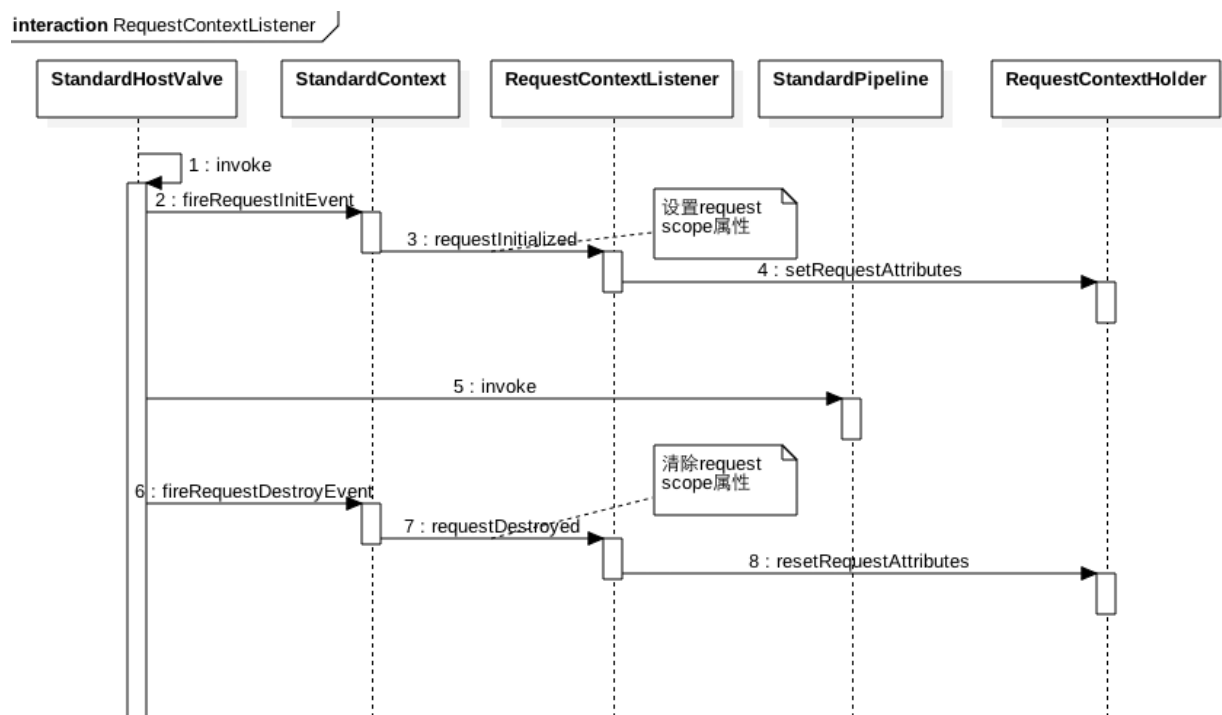 interaction RequestContextListener
StandardHostValve
StandardContext
RequestContextListener
StandardPipeline
RequestContextHolder
1 : invoke
2 : fireRequestInitEvent
设置request
scope属性
3 : requestInitialized
4 : setRequestAttributes
5 : invoke
清除request
scope属性
6 : fireRequestDestroyEvent
7 : requestDestroyed
8 : resetRequestAttributes